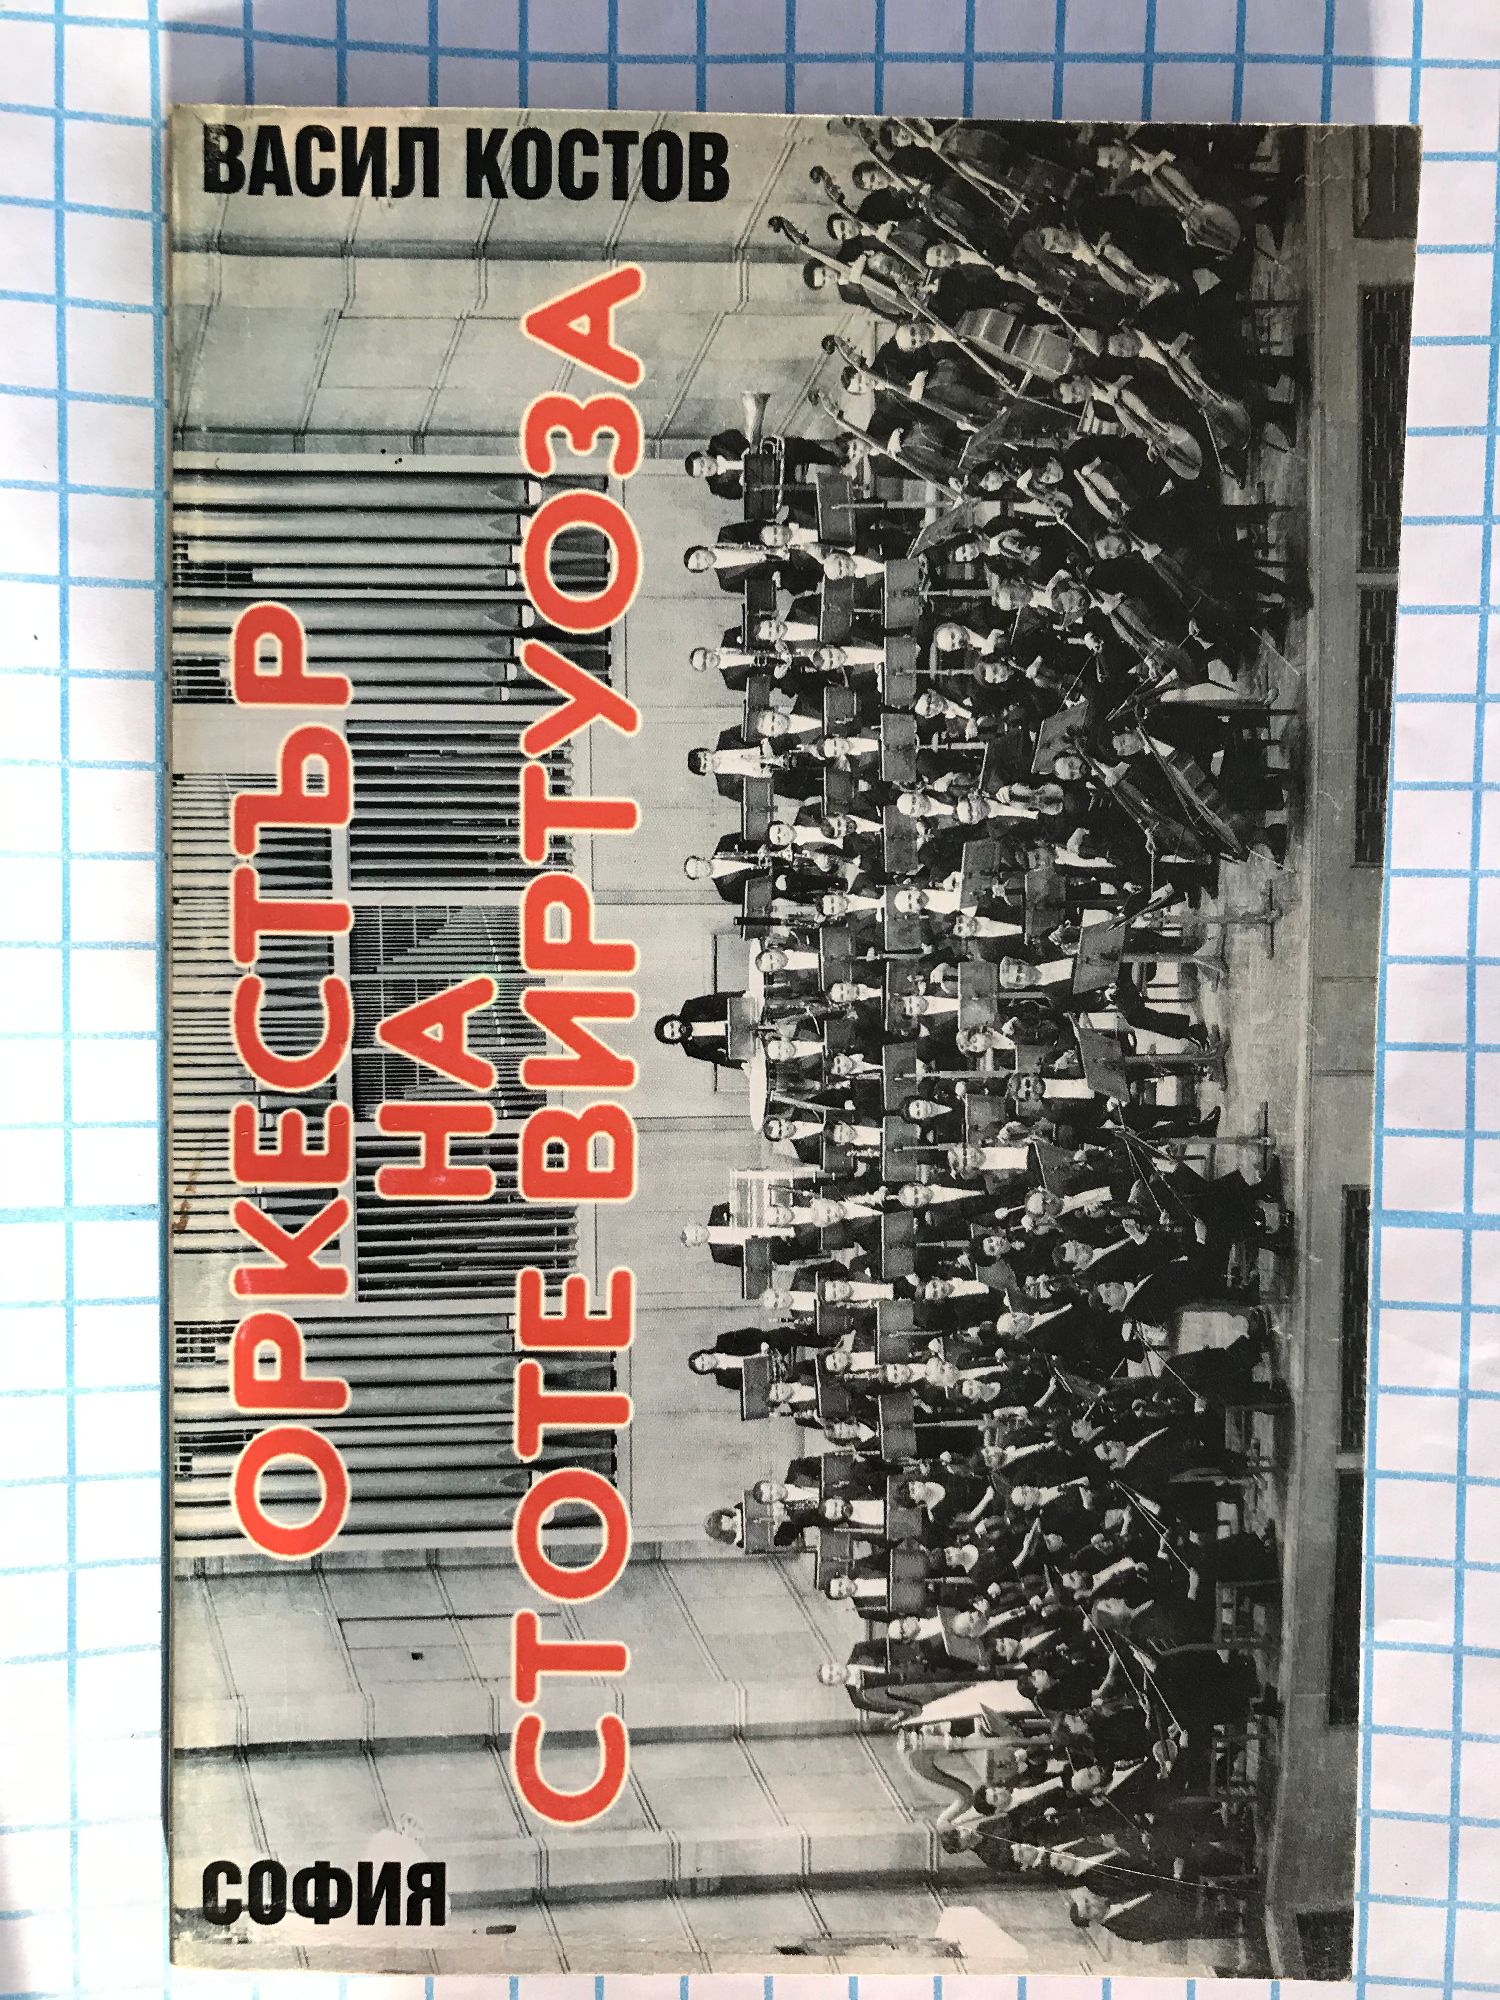 ВАСИЛ КОСТОВ
ОРКЕСТЪР
НА
СТОТЕ ВИРТУОЗА
СОФИЯ